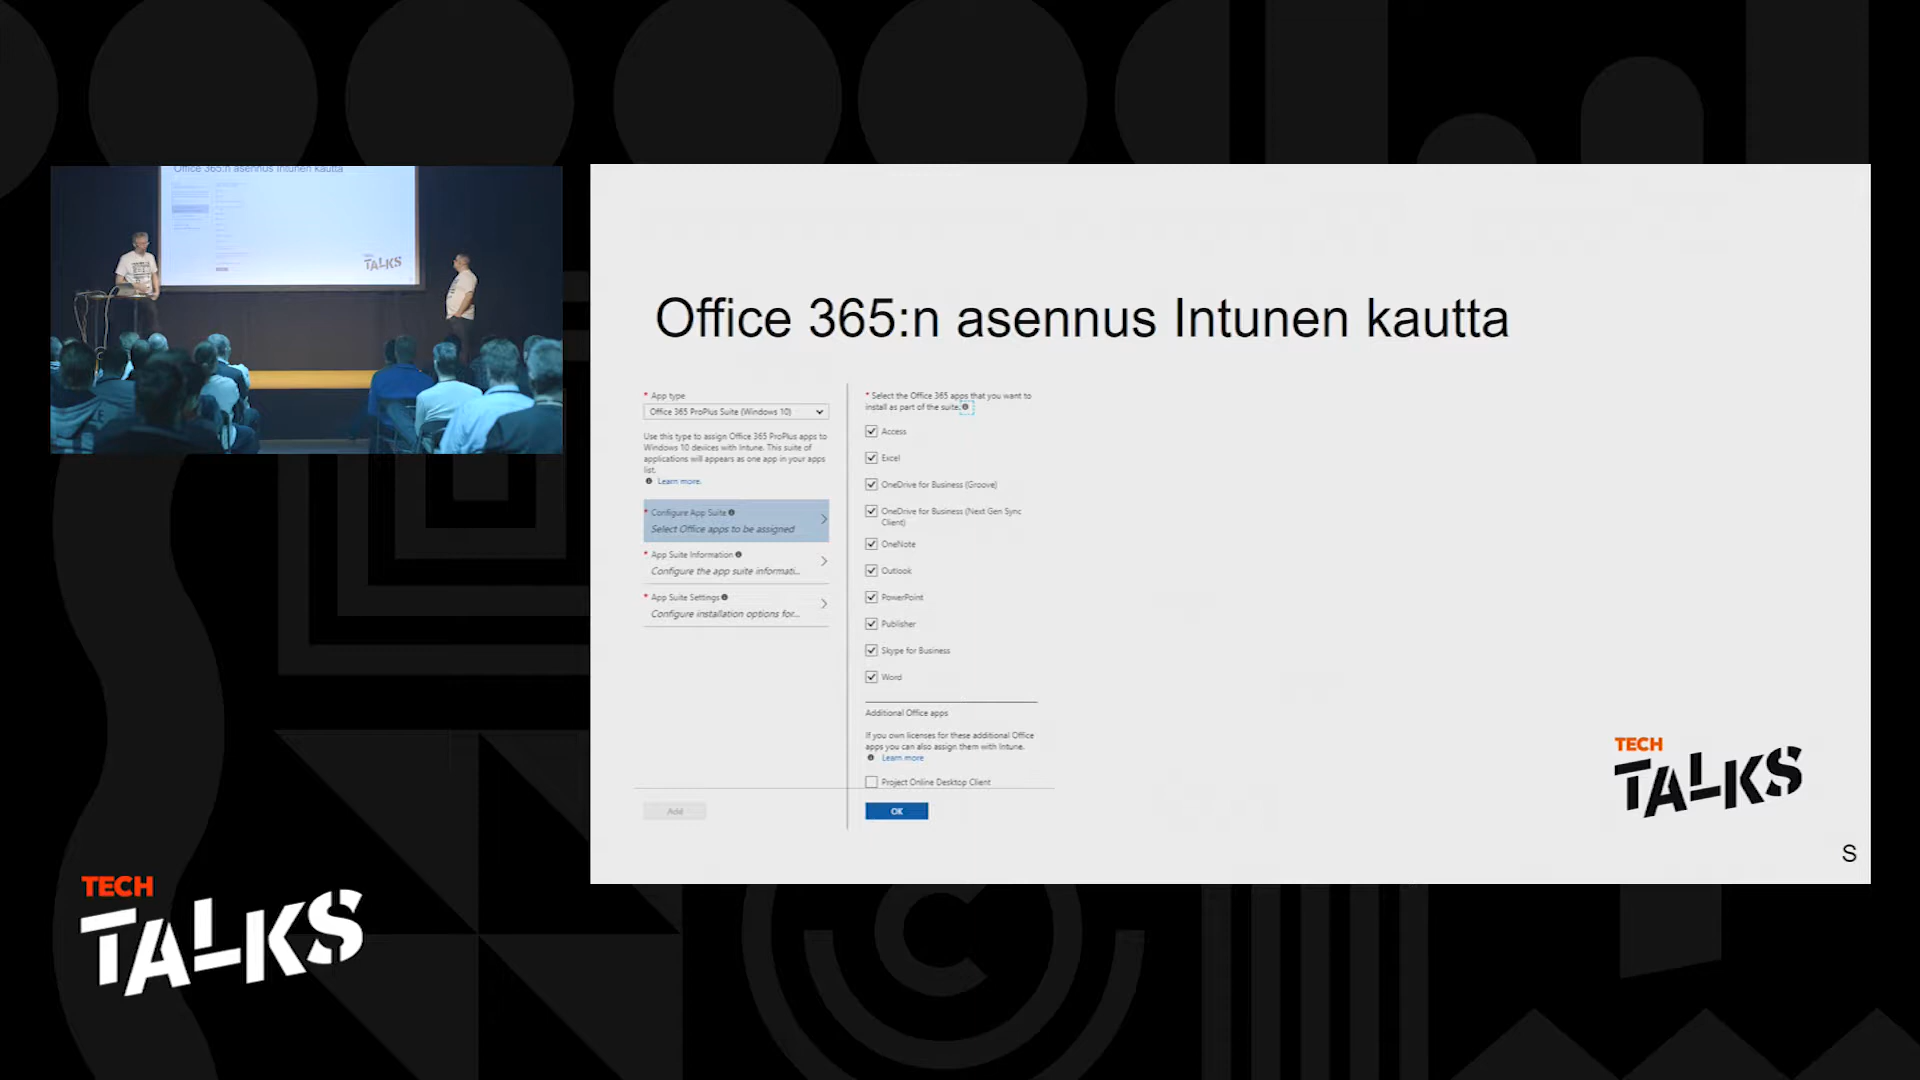 Office 365:n asennus Intunen kautta
TALKS
Office 365:n asennus Intunen kautta
* App type
Office 365 ProPlus Suite (Windows 10)
Use this type to assign Office 365 ProPlus apps to
Windows 10 devices with Intune. This suite of
applications will appears as one app in your apps
list.
Learn more.
* Configure App Suite
Select Office apps to be assigned
* App Suite Information
Configure the app suite informati...
* App Suite Settings
Configure installation options for...
Add
* Select the Office 365 apps that you want to
install as part of the suite.
Access
Excel
OneDrive for Business (Groove)
OneDrive for Business (Next Gen Sync
Client)
OneNote
Outlook
PowerPoint
Publisher
Skype for Business
Word
Additional Office apps
If you own licenses for these additional Office
apps you can also assign them with Intune.
Learn more
Project Online Desktop Client
OK
TECH
TALKS
S
TECH
TALKS